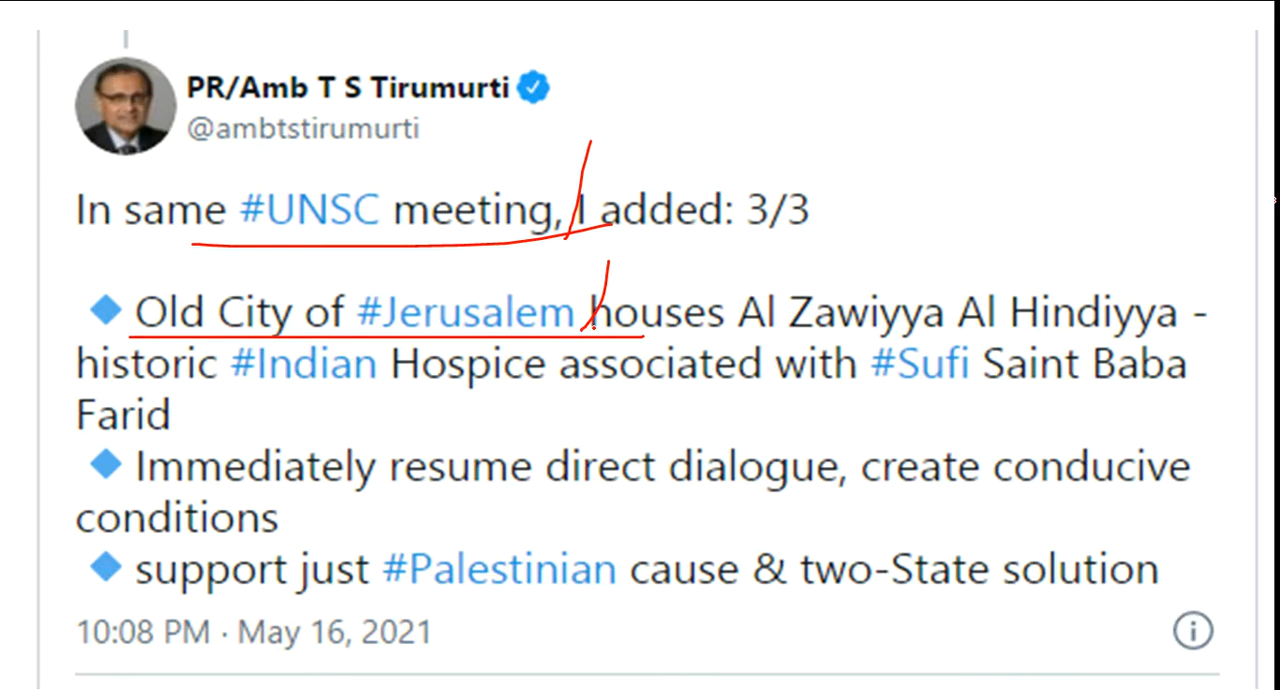 PR/Amb T S Tirumurti
@ambtstirumurti
In same #UNSC meeting, I added: 3/3
Old City of #Jerusalem houses Al Zawiyya Al Hindiyya -
historic #Indian Hospice associated with #Sufi Saint Baba
Farid
Immediately resume direct dialogue, create conducive
conditions
support just #Palestinian cause & two-State solution
10:08 PM · May 16, 2021